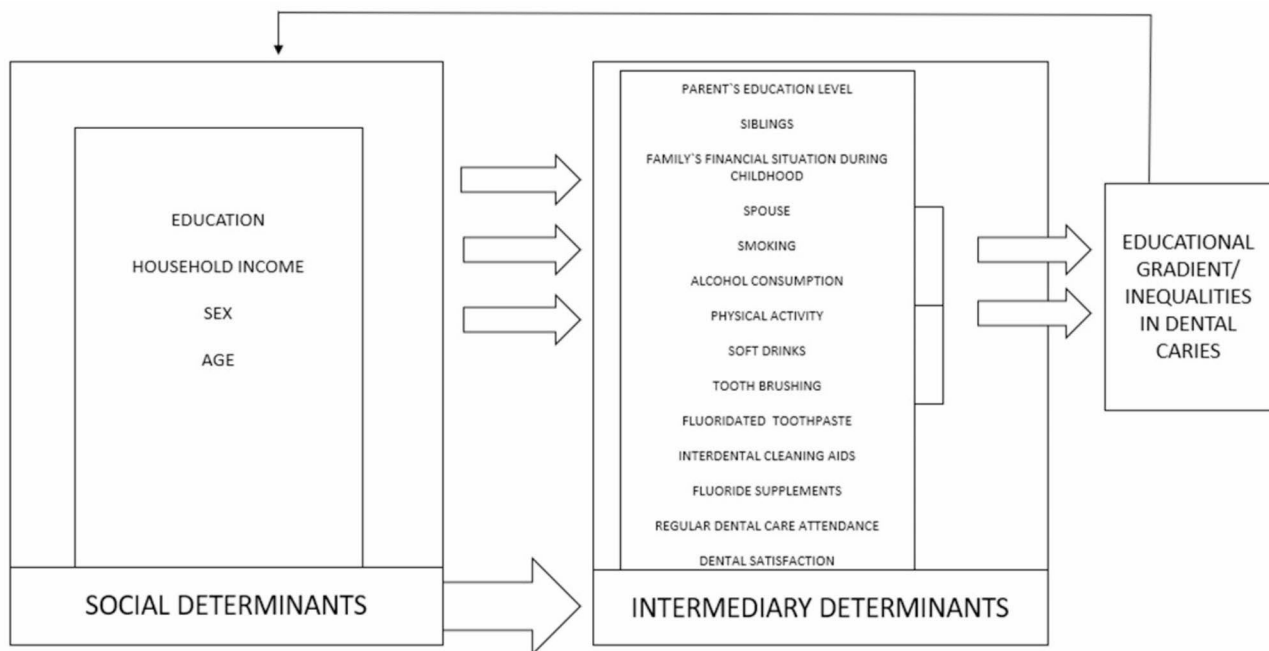 EDUCATION
HOUSEHOLD INCOME
SEX
AGE
SOCIAL DETERMINANTS
PARENT`S EDUCATION LEVEL
SIBLINGS
FAMILY`S FINANCIAL SITUATION DURING
CHILDHOOD
SPOUSE
SMOKING
ALCOHOL CONSUMPTION
PHYSICAL ACTIVITY
SOFT DRINKS
TOOTH BRUSHING
FLUORIDATED TOOTHPASTE
INTERDENTAL CLEANING AIDS
FLUORIDE SUPPLEMENTS
REGULAR DENTAL CARE ATTENDANCE
DENTAL SATISFACTION
INTERMEDIARY DETERMINANTS
EDUCATIONAL
GRADIENT/
INEQUALITIES
IN DENTAL
CARIES